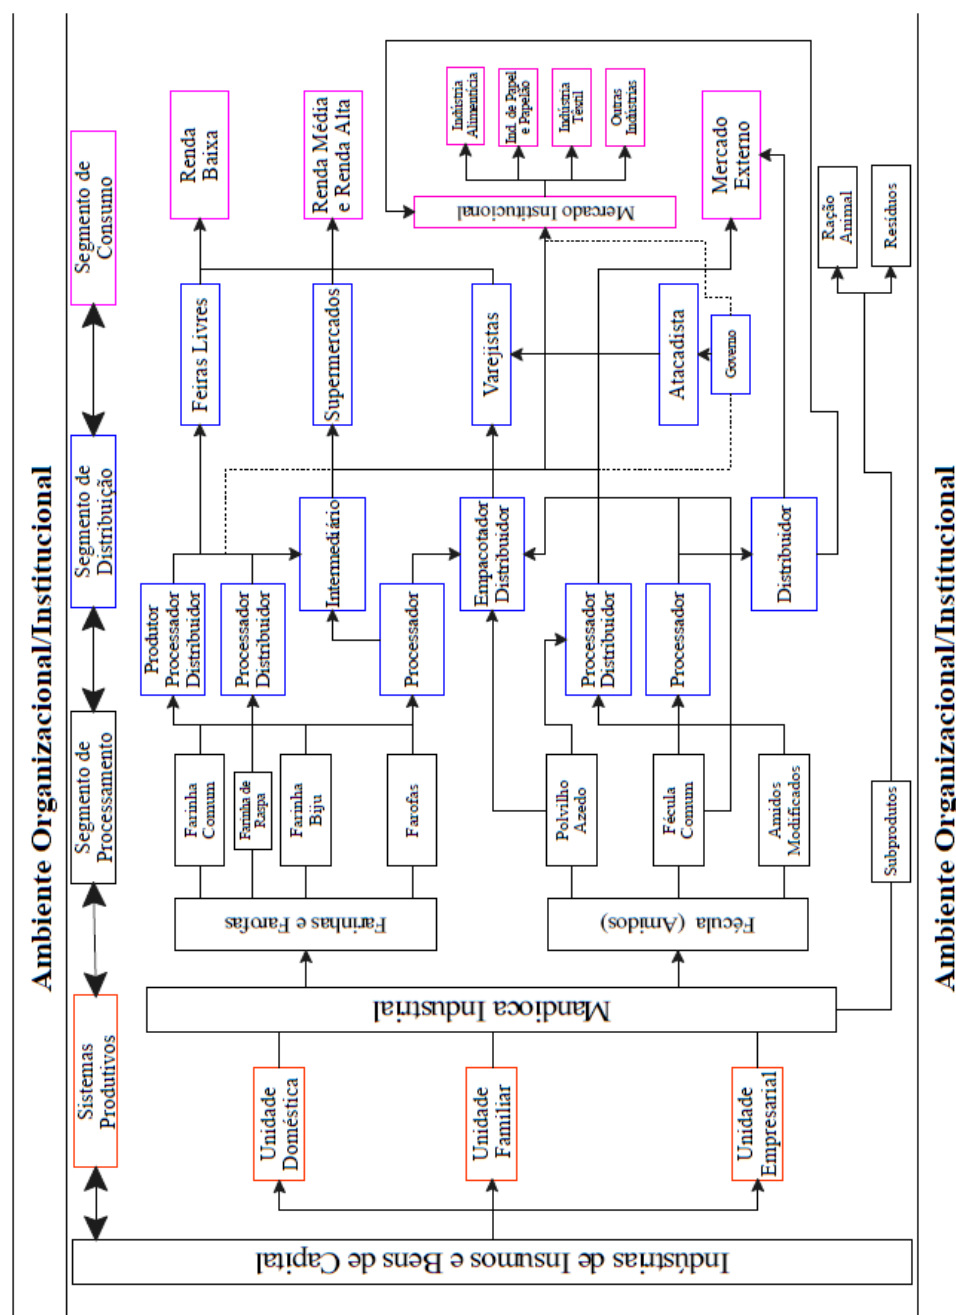 Ambiente Organizacional/Institucional
Segmento de
Consumo
Segmento de
Distribuição
Segmento de
Processamento
Sistemas
Produtivos
Renda
Baixa
Renda Média
e Renda Alta
Indústria
Alimentícia
Ind. de Papel
e Papelão
Indústria
Têxtil
Outras
Indústrias
Mercado Institucional
Mercado
Externo
Ração
Animal
Resíduos
Feiras Livres
Supermercados
Varejistas
Atacadista
Governo
Produtor
Processador
Distribuidor
Processador
Distribuidor
Intermediário
Processador
Empacotador
Distribuidor
Processador
Distribuidor
Processador
Distribuidor
Farinha
Comum
Farinha de
Raspa
Farinha
Biju
Farofas
Polvilho
Azedo
Fécula
Comum
Amidos
Modificados
Subprodutos
Farinhas e Farofas
Fécula (Amidos)
Mandioca Industrial
Unidade
Doméstica
Unidade
Familiar
Unidade
Empresarial
Indústrias de Insumos e Bens de Capital
Ambiente Organizacional/Institucional